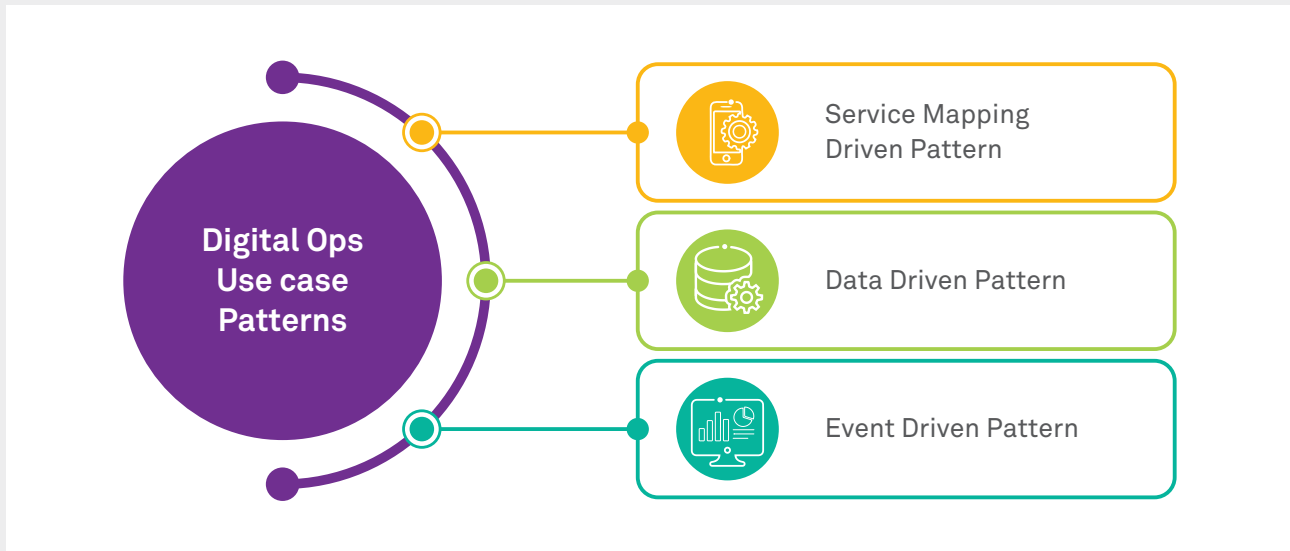 Digital Ops
Use case
Patterns
Service Mapping
Driven Pattern
Data Driven Pattern
Event Driven Pattern